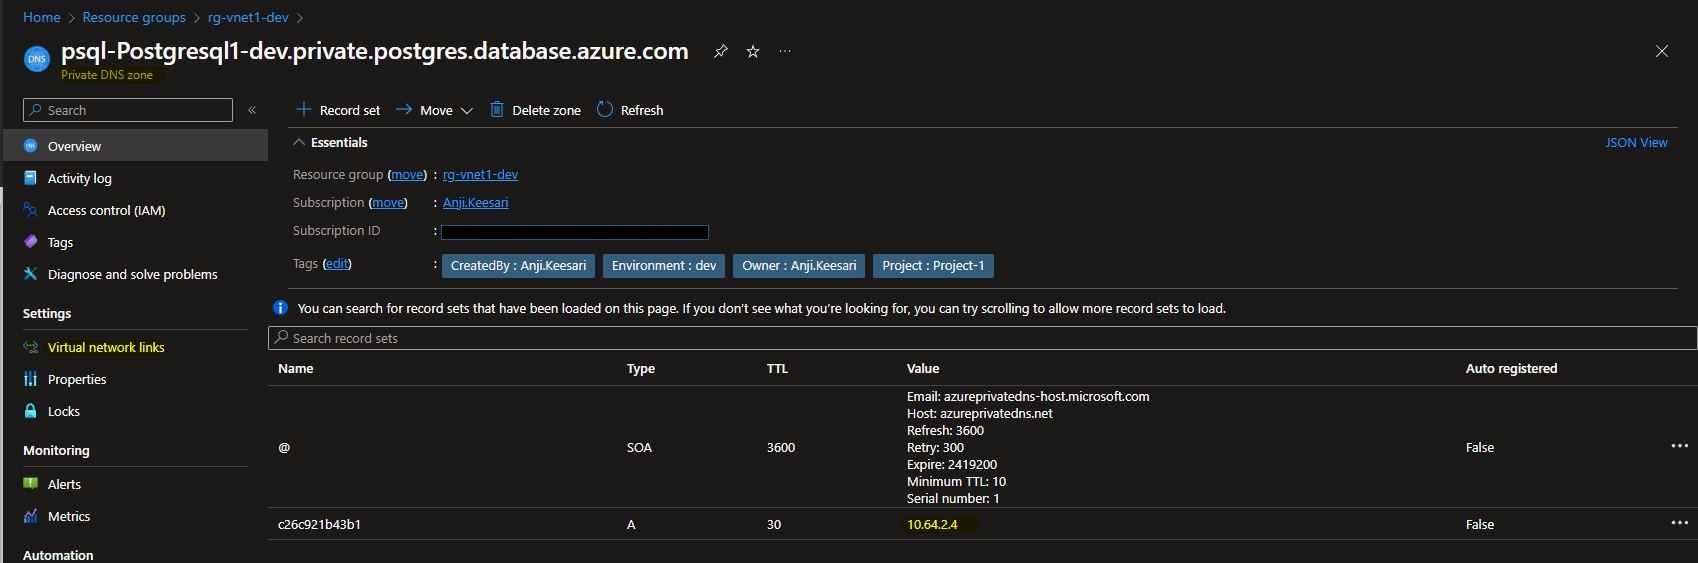 Home > Resource groups > rg-vnet1-dev >
DNS
psql-Postgresql1-dev.private.postgres.database.azure.com
Private DNS zone
Search
Overview
Activity log
Access control (IAM)
Tags
Diagnose and solve problems
Settings
Virtual network links
Properties
Locks
Monitoring
Alerts
Metrics
Automation
Record set Move Delete zone Refresh
Essentials JSON View
Resource group (move) : rg-vnet1-dev
Subscription (move) : Anji.Keesari
Subscription ID :
Tags (edit) : CreatedBy : Anji.Keesari Environment : dev Owner : Anji.Keesari Project : Project-1
You can search for record sets that have been loaded on this page. If you don't see what you're looking for, you can try scrolling to allow more record sets to load.
Search record sets
Name Type TTL Value Auto registered
@ SOA 3600
Email: azureprivatedns-host.microsoft.com
Host: azureprivatedns.net
Refresh: 3600
Retry: 300
Expire: 2419200
Minimum TTL: 10
Serial number: 1
False
c26c921b43b1 A 30 10.64.2.4 False